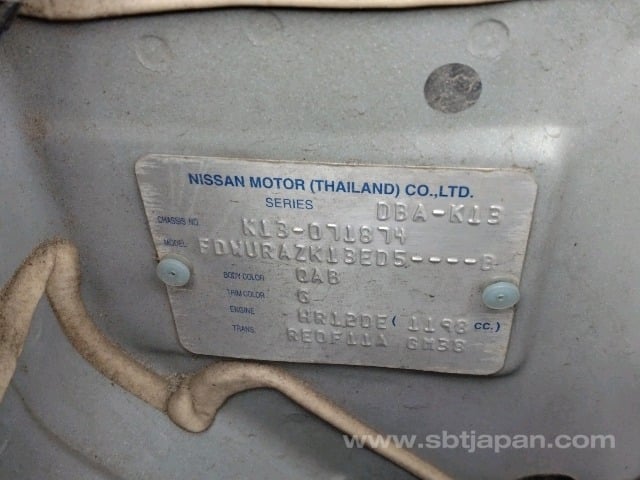 NISSAN MOTOR (THAILAND) CO.,LTD.
SERIES DBA-K13
CHASSIS NO K13-071874
MODEL FDWURAZK13ED5----B
BODY COLOR QAB
TRIM COLOR G
ENGINE HR12DE ( 1198 CC. )
TRANS. RE0F11A GM38
www.sbtjapan.com